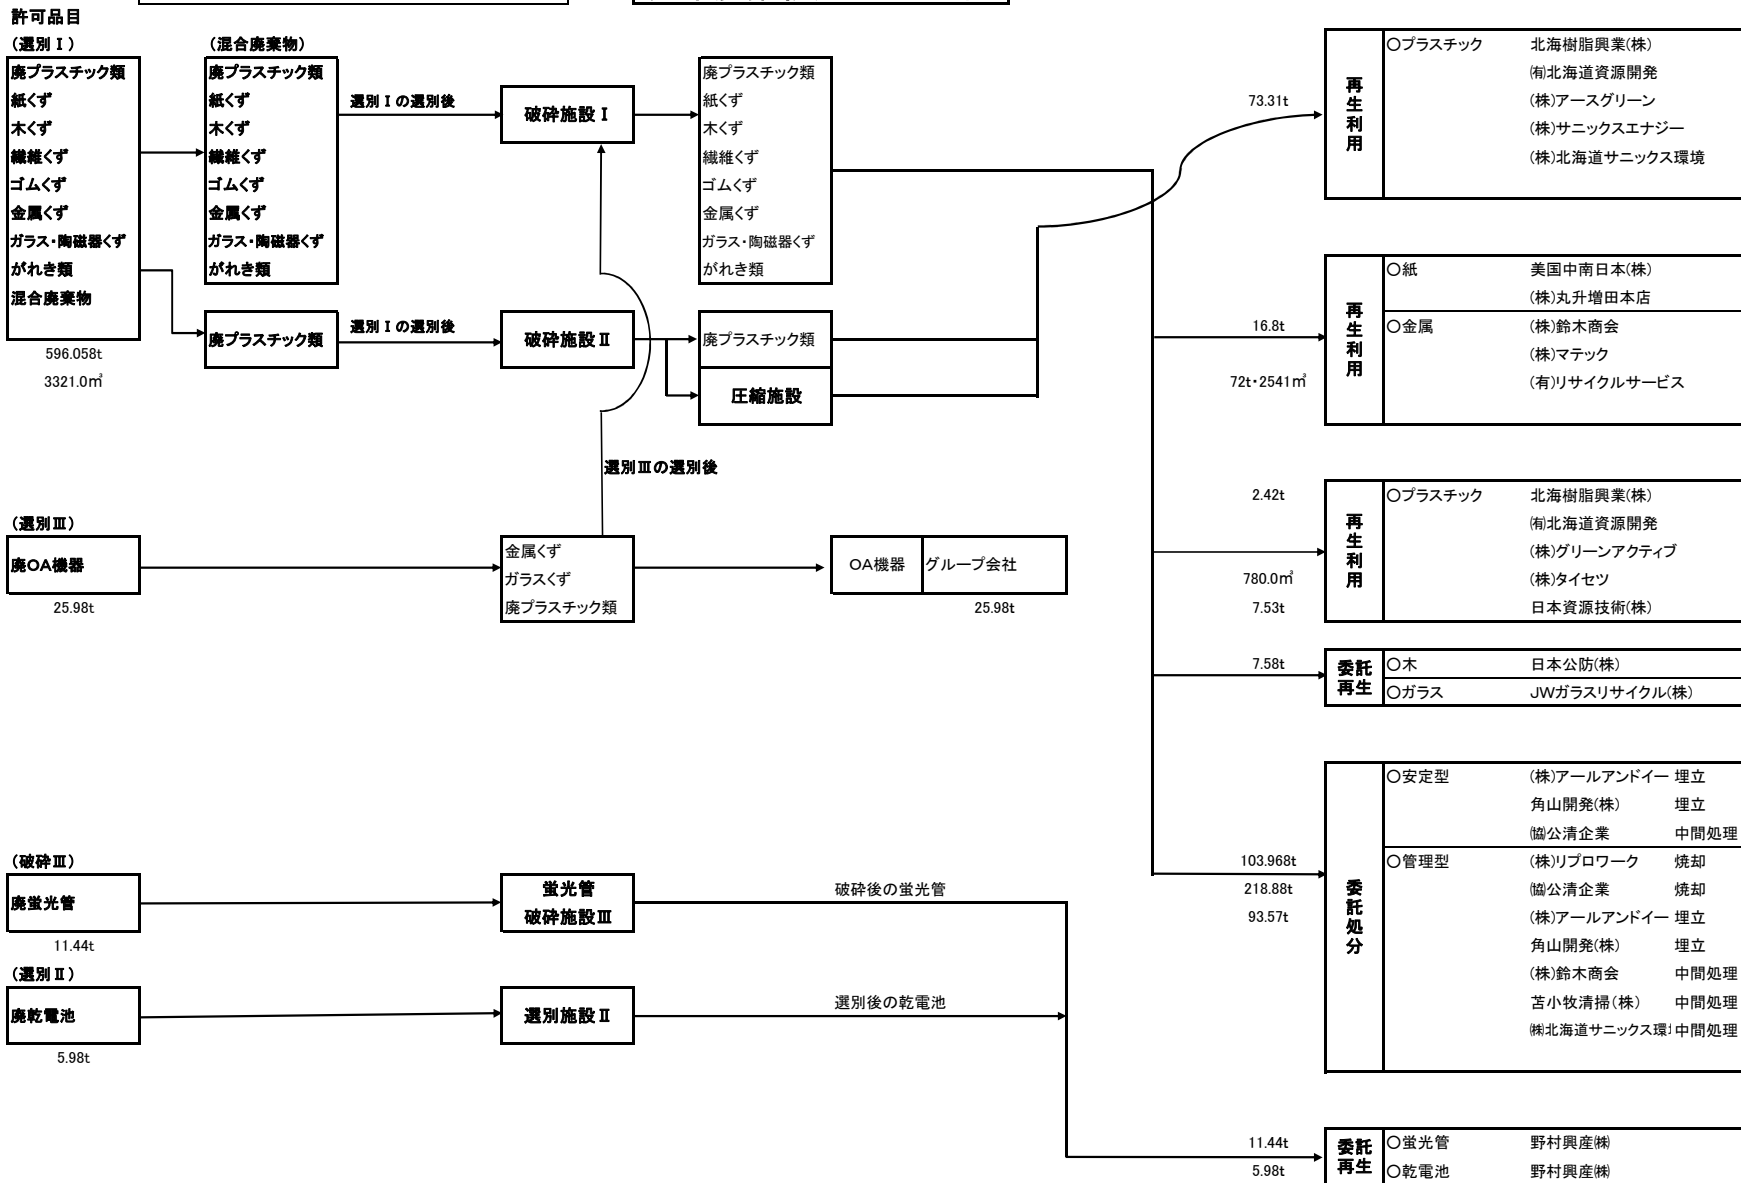 許可品目
(選別Ⅰ)
廃プラスチック類
紙くず
木くず
繊維くず
ゴムくず
金属くず
ガラス・陶磁器くず
がれき類
混合廃棄物
596.058t
3321.0㎥
(混合廃棄物)
廃プラスチック類
紙くず
木くず
繊維くず
ゴムくず
金属くず
ガラス・陶磁器くず
がれき類
廃プラスチック類
選別Ⅰの選別後
選別Ⅰの選別後
破砕施設Ⅰ
破砕施設Ⅱ
廃プラスチック類
紙くず
木くず
繊維くず
ゴムくず
金属くず
ガラス・陶磁器くず
がれき類
廃プラスチック類
圧縮施設
選別Ⅲの選別後
(選別Ⅲ)
廃OA機器
25.98t
金属くず
ガラスくず
廃プラスチック類
OA機器 グループ会社
25.98t
(破砕Ⅲ)
廃蛍光管
11.44t
蛍光管
破砕施設Ⅲ
破砕後の蛍光管
(選別Ⅱ)
廃乾電池
5.98t
選別施設Ⅱ
選別後の乾電池
73.31t
再生利用
○プラスチック 北海樹脂興業(株)
㈲北海道資源開発
(株)アースグリーン
(株)サニックスエナジー
(株)北海道サニックス環境
16.8t
72t・2541㎥
再生利用
○紙 美国中南日本(株)
(株)丸升増田本店
○金属 (株)鈴木商会
(株)マテック
(有)リサイクルサービス
2.42t
780.0㎥
7.53t
再生利用
○プラスチック 北海樹脂興業(株)
㈲北海道資源開発
(株)グリーンアクティブ
(株)タイセツ
日本資源技術(株)
7.58t
委託
再生
○木 日本公防(株)
○ガラス JWガラスリサイクル(株)
103.968t
218.88t
93.57t
委託処分
○安定型 (株)アールアンドイー 埋立
角山開発(株) 埋立
㈿公清企業 中間処理
○管理型 (株)リプロワーク 焼却
㈿公清企業 焼却
(株)アールアンドイー 埋立
角山開発(株) 埋立
(株)鈴木商会 中間処理
苫小牧清掃(株) 中間処理
㈱北海道サニックス環 中間処理
11.44t
5.98t
委託
再生
○蛍光管 野村興産㈱
○乾電池 野村興産㈱